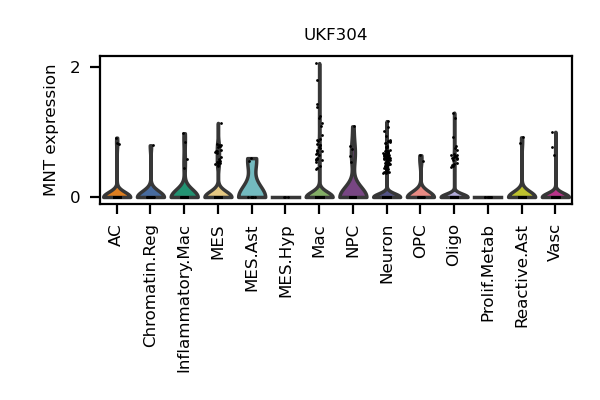 UKF304
MNT expression
2
0
AC
Chromatin.Reg
Inflammatory.Mac
MES
MES.Ast
MES.Hyp
Mac
NPC
Neuron
OPC
Oligo
Prolif.Metab
Reactive.Ast
Vasc